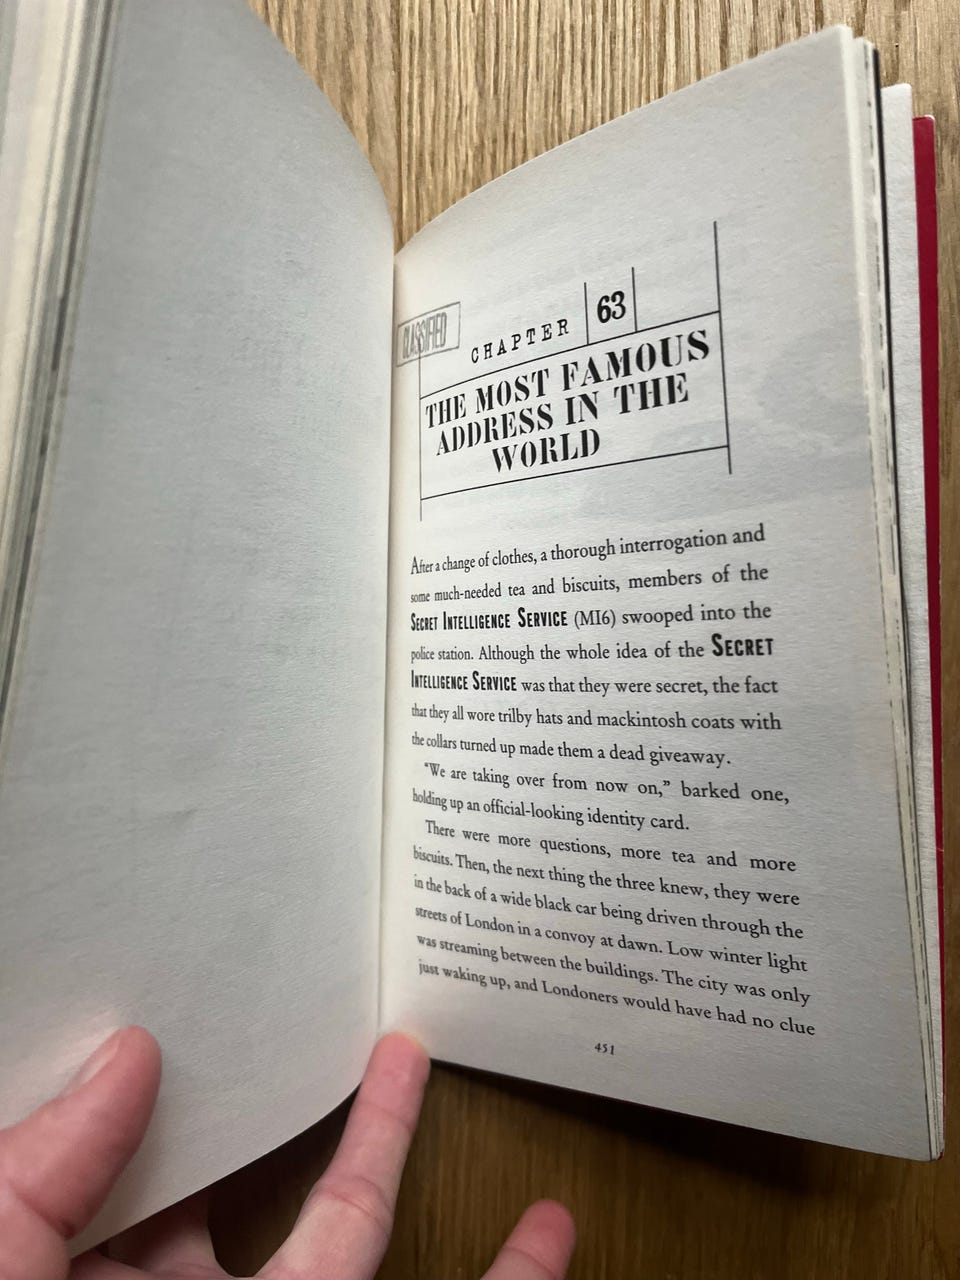 CLASSIFIED
CHAPTER 63
THE MOST FAMOUS
ADDRESS IN THE
WORLD
After a change of clothes, a thorough interrogation and
some much-needed tea and biscuits, members of the
SECRET INTELLIGENCE SERVICE (MI6) swooped into the
police station. Although the whole idea of the SECRET
INTELLIGENCE SERVICE was that they were secret, the fact
that they all wore trilby hats and mackintosh coats with
the collars turned up made them a dead giveaway.
“We are taking over from now on,” barked one,
holding up an official-looking identity card.
There were more questions, more tea and more
biscuits. Then, the next thing the three knew, they were
in the back of a wide black car being driven through the
streets of London in a convoy at dawn. Low winter light
was streaming between the buildings. The city was only
just waking up, and Londoners would have had no clue
451